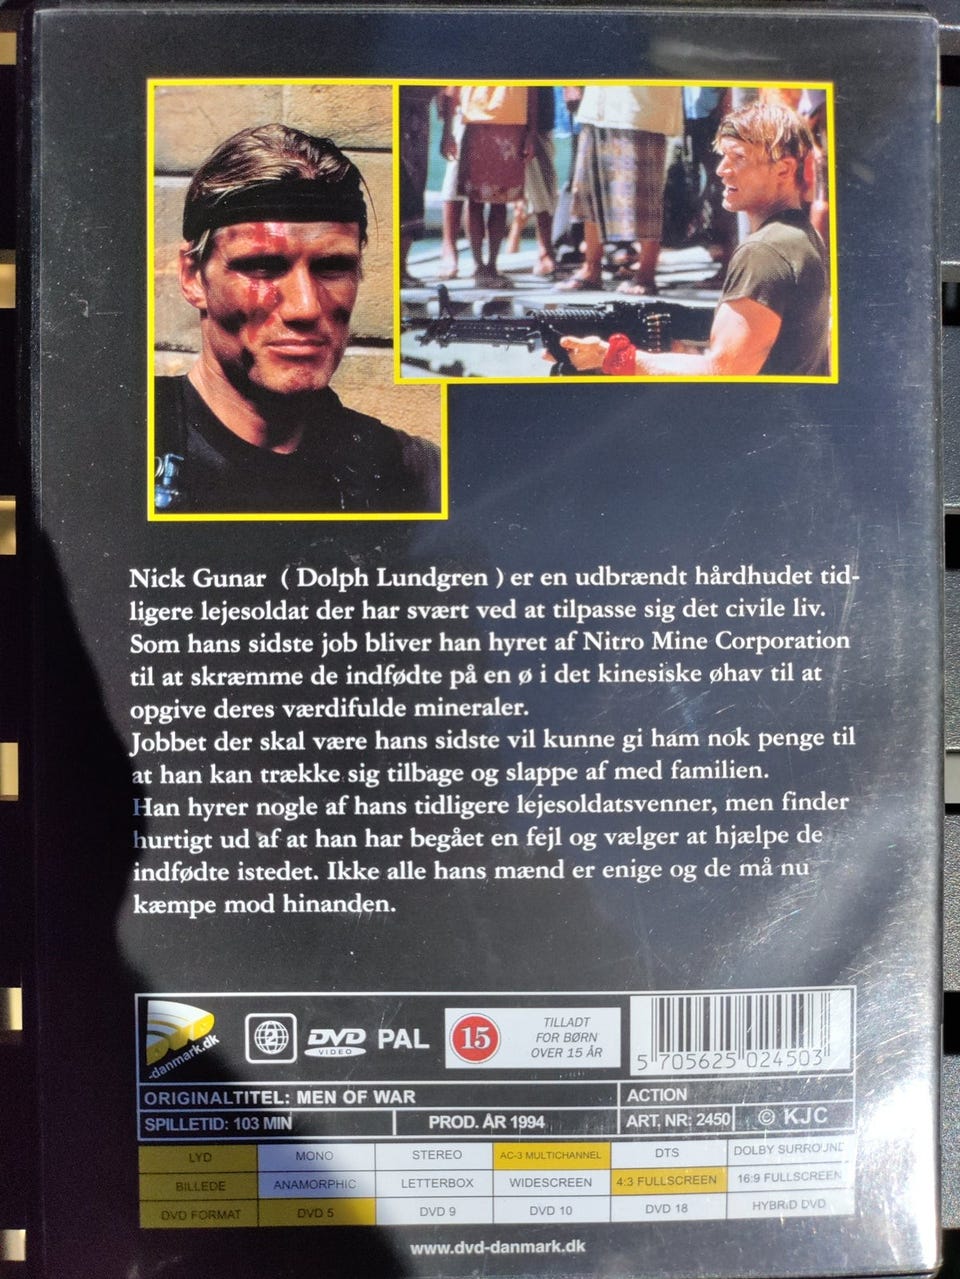 Nick Gunar ( Dolph Lundgren ) er en udbrændt hårdhudet tid-
ligere lejesoldat der har svært ved at tilpasse sig det civile liv.
Som hans sidste job bliver han hyret af Nitro Mine Corporation
til at skræmme de indfødte på en ø i det kinesiske øhav til at
opgive deres værdifulde mineraler.
Jobbet der skal være hans sidste vil kunne gi ham nok penge til
at han kan trække sig tilbage og slappe af med familien.
Han hyrer nogle af hans tidligere lejesoldatsvenner, men finder
hurtigt ud af at han har begået en fejl og vælger at hjælpe de
indfødte istedet. Ikke alle hans mænd er enige og de må nu
kæmpe mod hinanden.
DVD
-danmark.dk
2
DVD
VIDEO
PAL
15
TILLADT
FOR BØRN
OVER 15 ÅR
5 705625 024503
ORIGINALTITEL: MEN OF WAR
ACTION
SPILLETID: 103 MIN
PROD. ÅR 1994
ART. NR: 2450
© KJC
LYD MONO STEREO AC-3 MULTICHANNEL DTS DOLBY SURROUND
BILLEDE ANAMORPHIC LETTERBOX WIDESCREEN 4:3 FULLSCREEN 16:9 FULLSCREEN
DVD FORMAT DVD 5 DVD 9 DVD 10 DVD 18 HYBRID DVD
www.dvd-danmark.dk